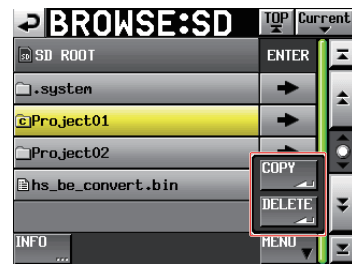 BROWSE:SD
TOP
Current
SD ROOT
ENTER
.system
Project01
Project02
COPY
hs_be_convert.bin
DELETE
INFO
...
MENU